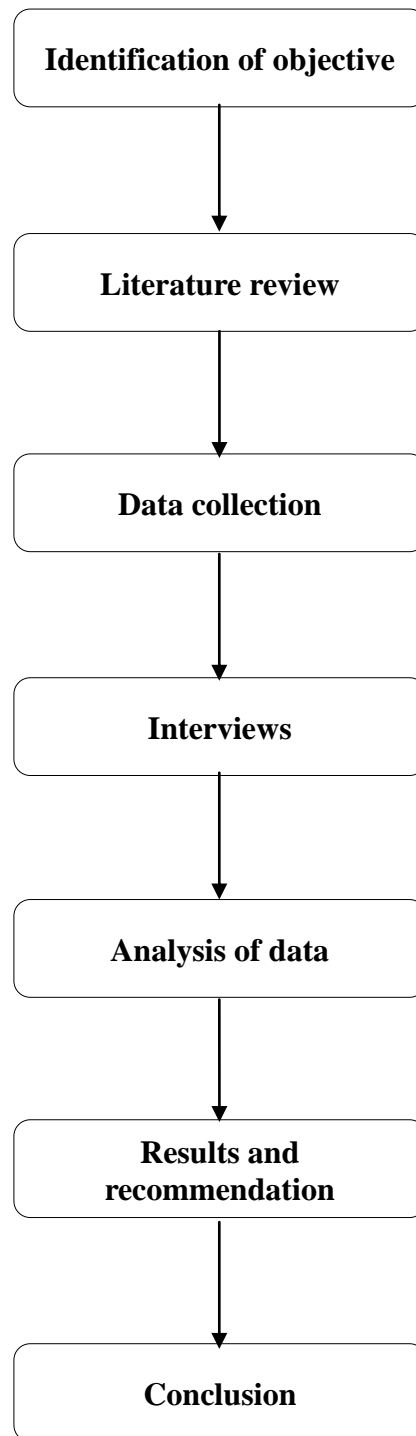 Identification of objective
Literature review
Data collection
Interviews
Analysis of data
Results and
recommendation
Conclusion